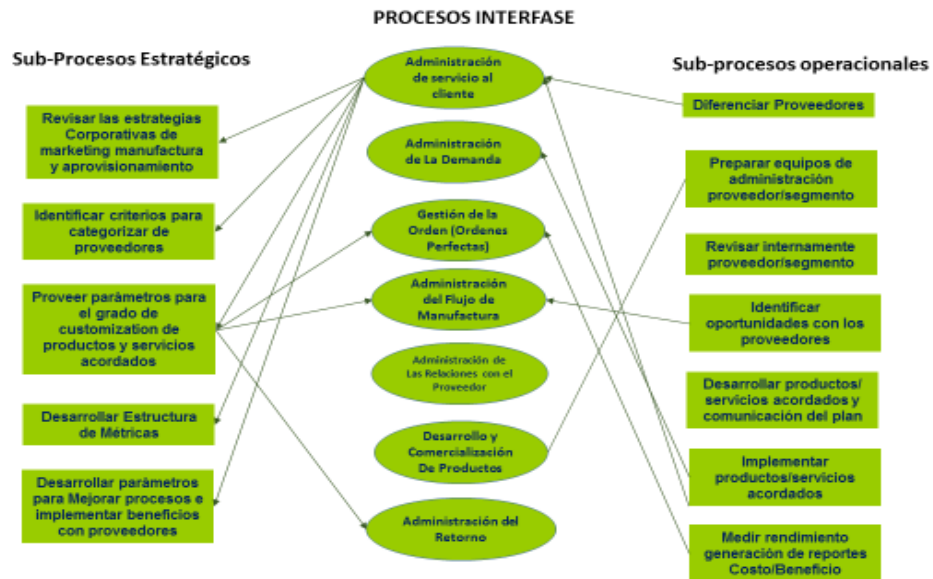 PROCESOS INTERFASE
Sub-Procesos Estratégicos
Revisar las estrategias
Corporativas de
marketing manufactura
y aprovisionamiento
Identificar criterios para
categorizar de
proveedores
Proveer parámetros para
el grado de
customization de
productos y servicios
acordados
Desarrollar Estructura
de Métricas
Desarrollar parámetros
para Mejorar procesos e
implementar beneficios
con proveedores
Administración
de servicio al
cliente
Administración
de La Demanda
Gestión de la
Orden (Ordenes
Perfectas)
Administración
del Flujo de
Manufactura
Administración de
Las Relaciones con el
Proveedor
Desarrollo y
Comercialización
De Productos
Administración del
Retorno
Sub-procesos operacionales
Diferenciar Proveedores
Preparar equipos de
administración
proveedor/segmento
Revisar internamente
proveedor/segmento
Identificar
oportunidades con los
proveedores
Desarrollar productos/
servicios acordados y
comunicación del plan
Implementar
productos/servicios
acordados
Medir rendimiento
generación de reportes
Costo/Beneficio